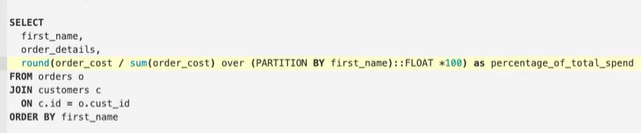 SELECT
first_name,
order_details,
round(order_cost / sum(order_cost) over (PARTITION BY first_name)::FLOAT *100) as percentage_of_total_spend
FROM orders o
JOIN customers c
ON c.id = o.cust_id
ORDER BY first_name